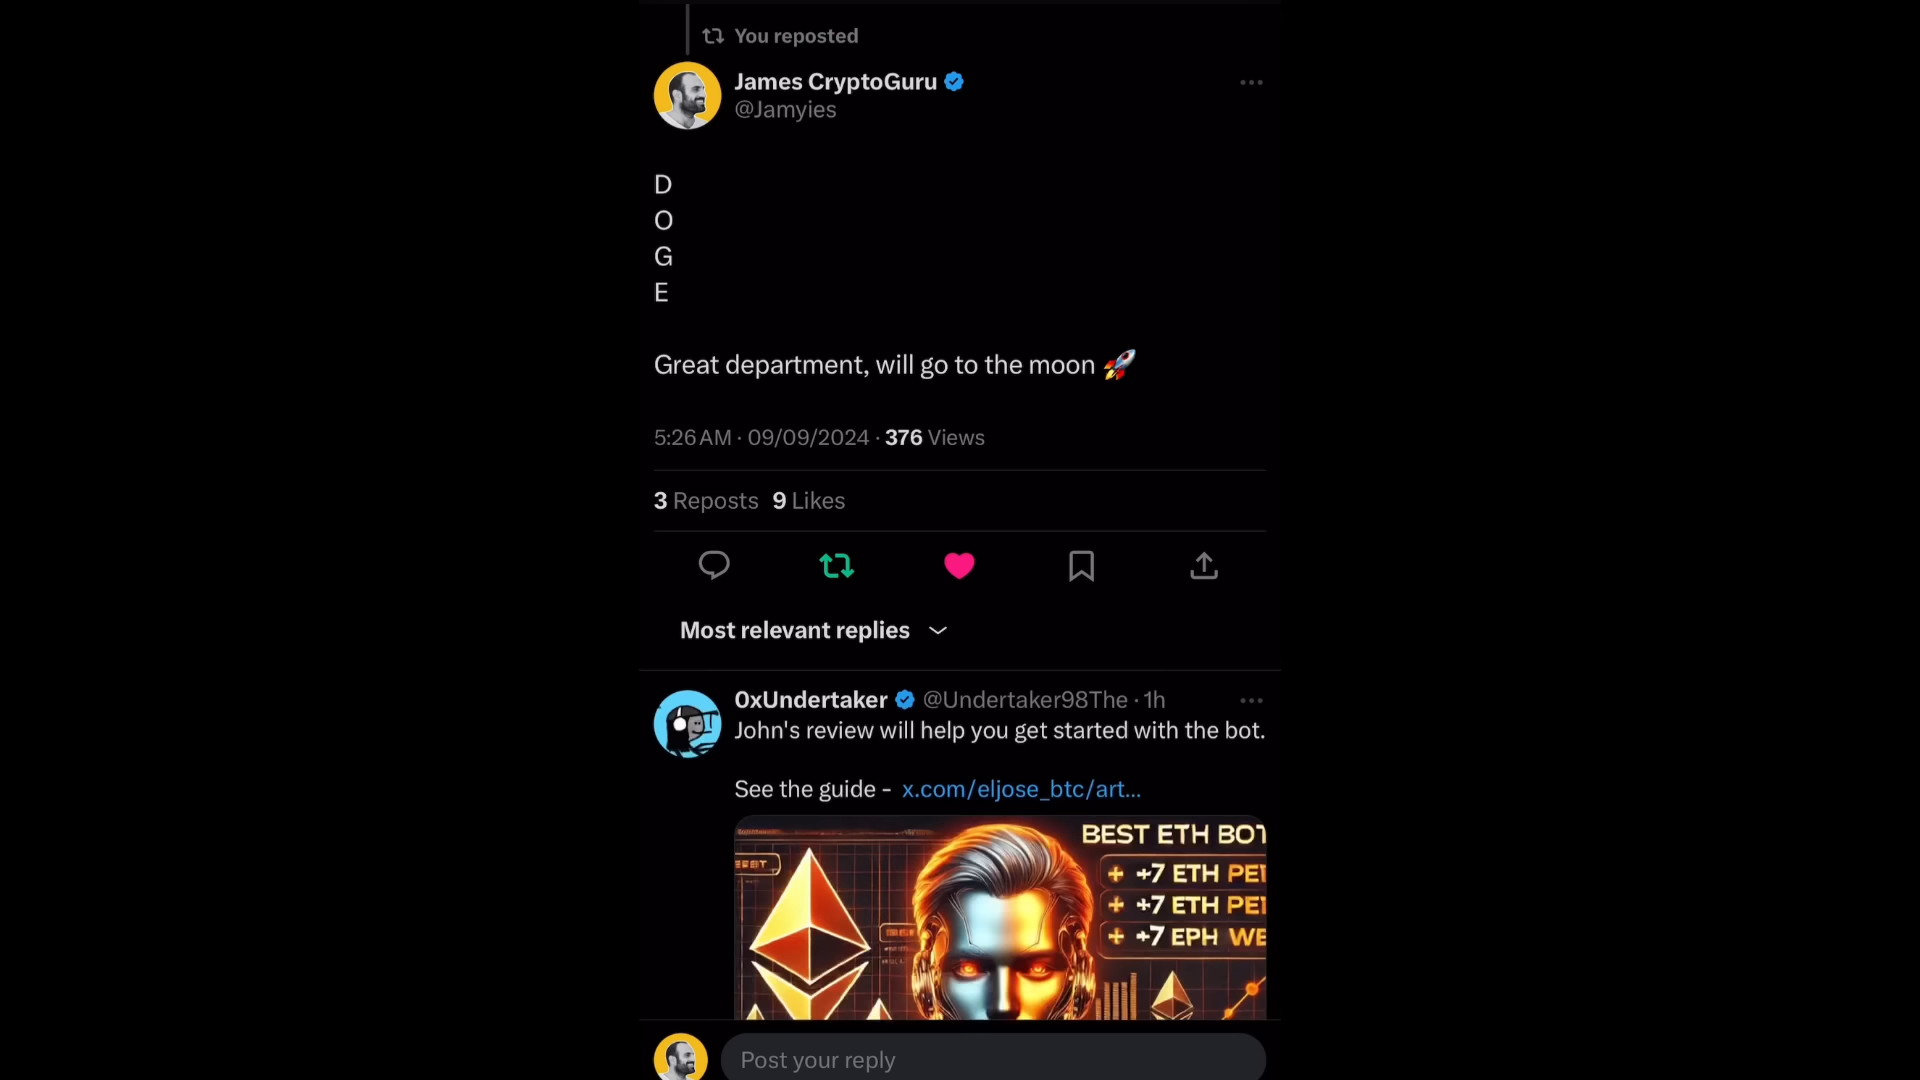 You reposted
James CryptoGuru
@Jamyies
D
O
G
E
Great department, will go to the moon 🚀
5:26 AM · 09/09/2024 · 376 Views
3 Reposts 9 Likes
Most relevant replies
0xUndertaker @Undertaker98The · 1h
John's review will help you get started with the bot.
See the guide - x.com/eljose_btc/art...
BEST ETH BOT
+ +7 ETH PE
+ +7 ETH PE
+ +7 EPH WE
Post your reply